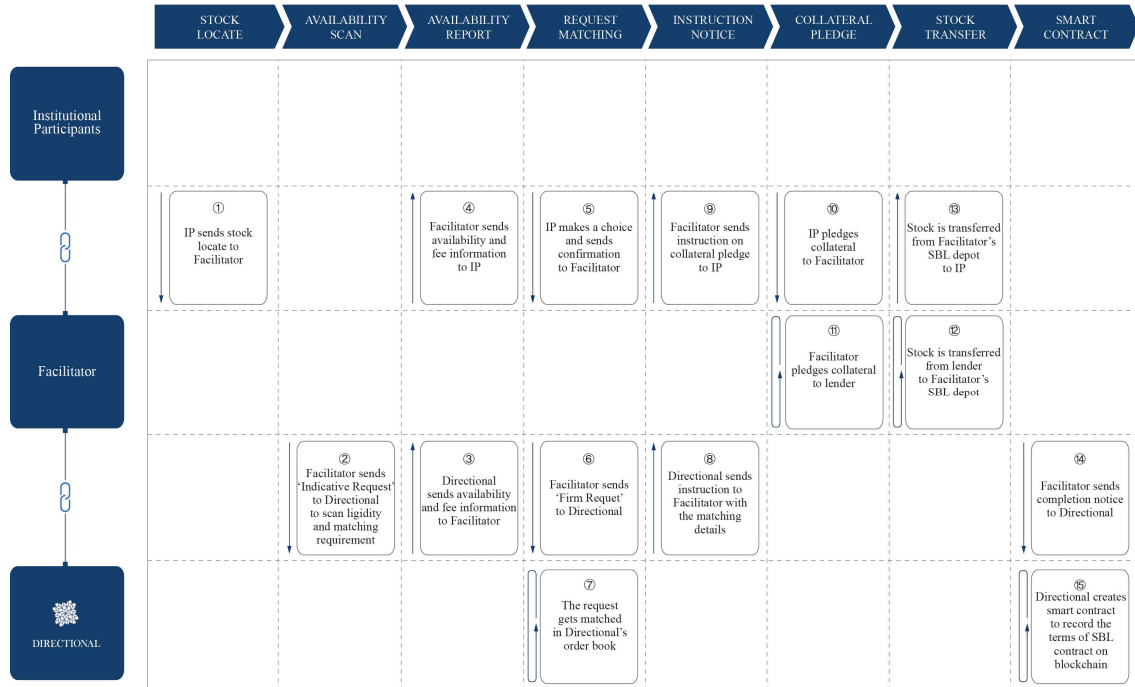 STOCK
LOCATE
AVAILABILITY
SCAN
AVAILABILITY
REPORT
REQUEST
MATCHING
INSTRUCTION
NOTICE
COLLATERAL
PLEDGE
STOCK
TRANSFER
SMART
CONTRACT
Institutional
Participants
①
IP sends stock
locate to
Facilitator
④
Facilitator sends
availability and
fee information
to IP
⑤
IP makes a choice
and sends
confirmation
to Facilitator
⑨
Facilitator sends
instruction on
collateral pledge
to IP
⑩
IP pledges
collateral
to Facilitator
⑬
Stock is transferred
from Facilitator's
SBL depot
to IP
Facilitator
⑪
Facilitator
pledges collateral
to lender
⑫
Stock is transferred
from lender
to Facilitator's
SBL depot
②
Facilitator sends
'Indicative Request'
to Directional
to scan ligidity
and matching
requirement
③
Directional
sends availability
and fee information
to Facilitator
⑥
Facilitator sends
'Firm Requet'
to Directional
⑧
Directional sends
instruction to
Facilitator with
the matching
details
⑭
Facilitator sends
completion notice
to Directional
DIRECTIONAL
⑦
The request
gets matched
in Directional's
order book
⑮
Directional creates
smart contract
to record the
terms of SBL
contract on
blockchain